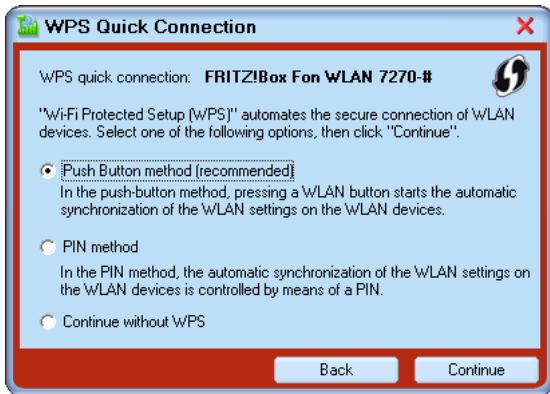 WPS Quick Connection
WPS quick connection: FRITZ!Box Fon WLAN 7270-#
"Wi-Fi Protected Setup (WPS)" automates the secure connection of WLAN
devices. Select one of the following options, then click "Continue".
Push Button method (recommended)
In the push-button method, pressing a WLAN button starts the automatic
synchronization of the WLAN settings on the WLAN devices.
PIN method
In the PIN method, the automatic synchronization of the WLAN settings on
the WLAN devices is controlled by means of a PIN.
Continue without WPS
Back Continue